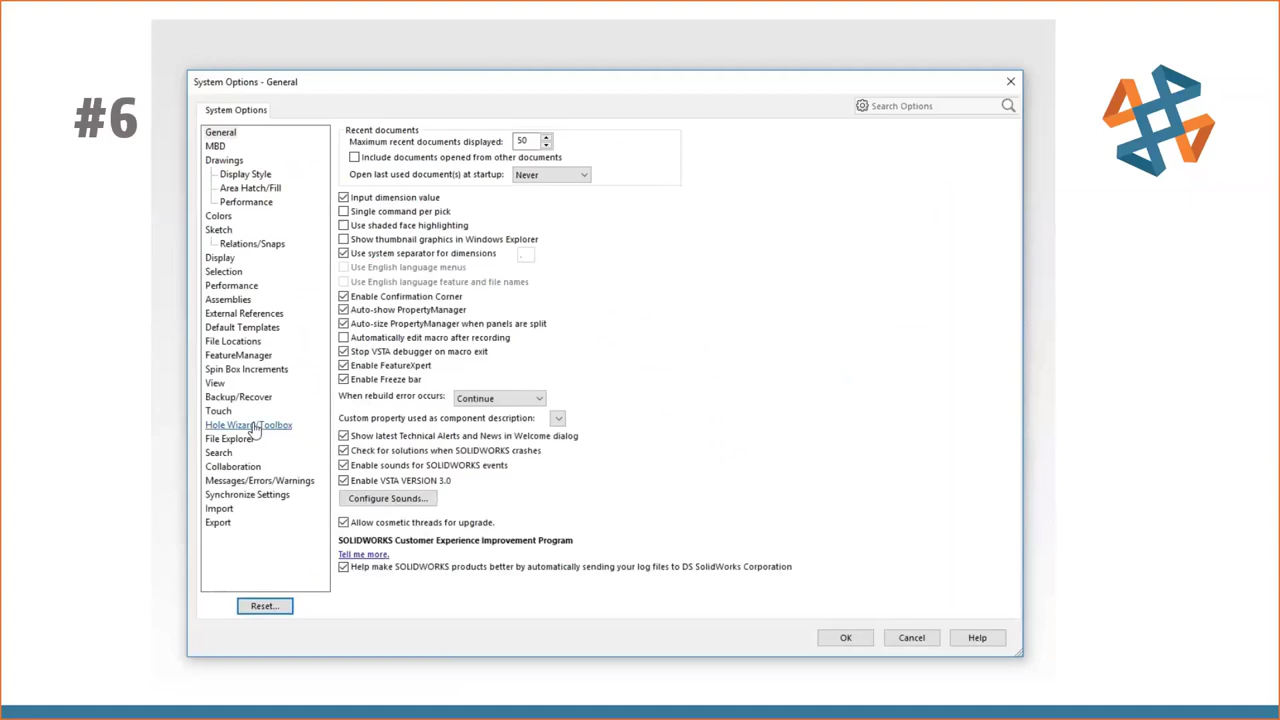 #6
System Options - General
System Options
Search Options
General
MBD
Drawings
Display Style
Area Hatch/Fill
Performance
Colors
Sketch
Relations/Snaps
Display
Selection
Performance
Assemblies
External References
Default Templates
File Locations
FeatureManager
Spin Box Increments
View
Backup/Recover
Touch
Hole Wizard/Toolbox
File Explorer
Search
Collaboration
Messages/Errors/Warnings
Synchronize Settings
Import
Export
Reset...
Recent documents
Maximum recent documents displayed: 50
Include documents opened from other documents
Open last used document(s) at startup: Never
Input dimension value
Single command per pick
Use shaded face highlighting
Show thumbnail graphics in Windows Explorer
Use system separator for dimensions .
Use English language menus
Use English language feature and file names
Enable Confirmation Corner
Auto-show PropertyManager
Auto-size PropertyManager when panels are split
Automatically edit macro after recording
Stop VSTA debugger on macro exit
Enable FeatureXpert
Enable Freeze bar
When rebuild error occurs: Continue
Custom property used as component description:
Show latest Technical Alerts and News in Welcome dialog
Check for solutions when SOLIDWORKS crashes
Enable sounds for SOLIDWORKS events
Enable VSTA VERSION 3.0
Configure Sounds...
Allow cosmetic threads for upgrade.
SOLIDWORKS Customer Experience Improvement Program
Tell me more.
Help make SOLIDWORKS products better by automatically sending your log files to DS SolidWorks Corporation
OK Cancel Help